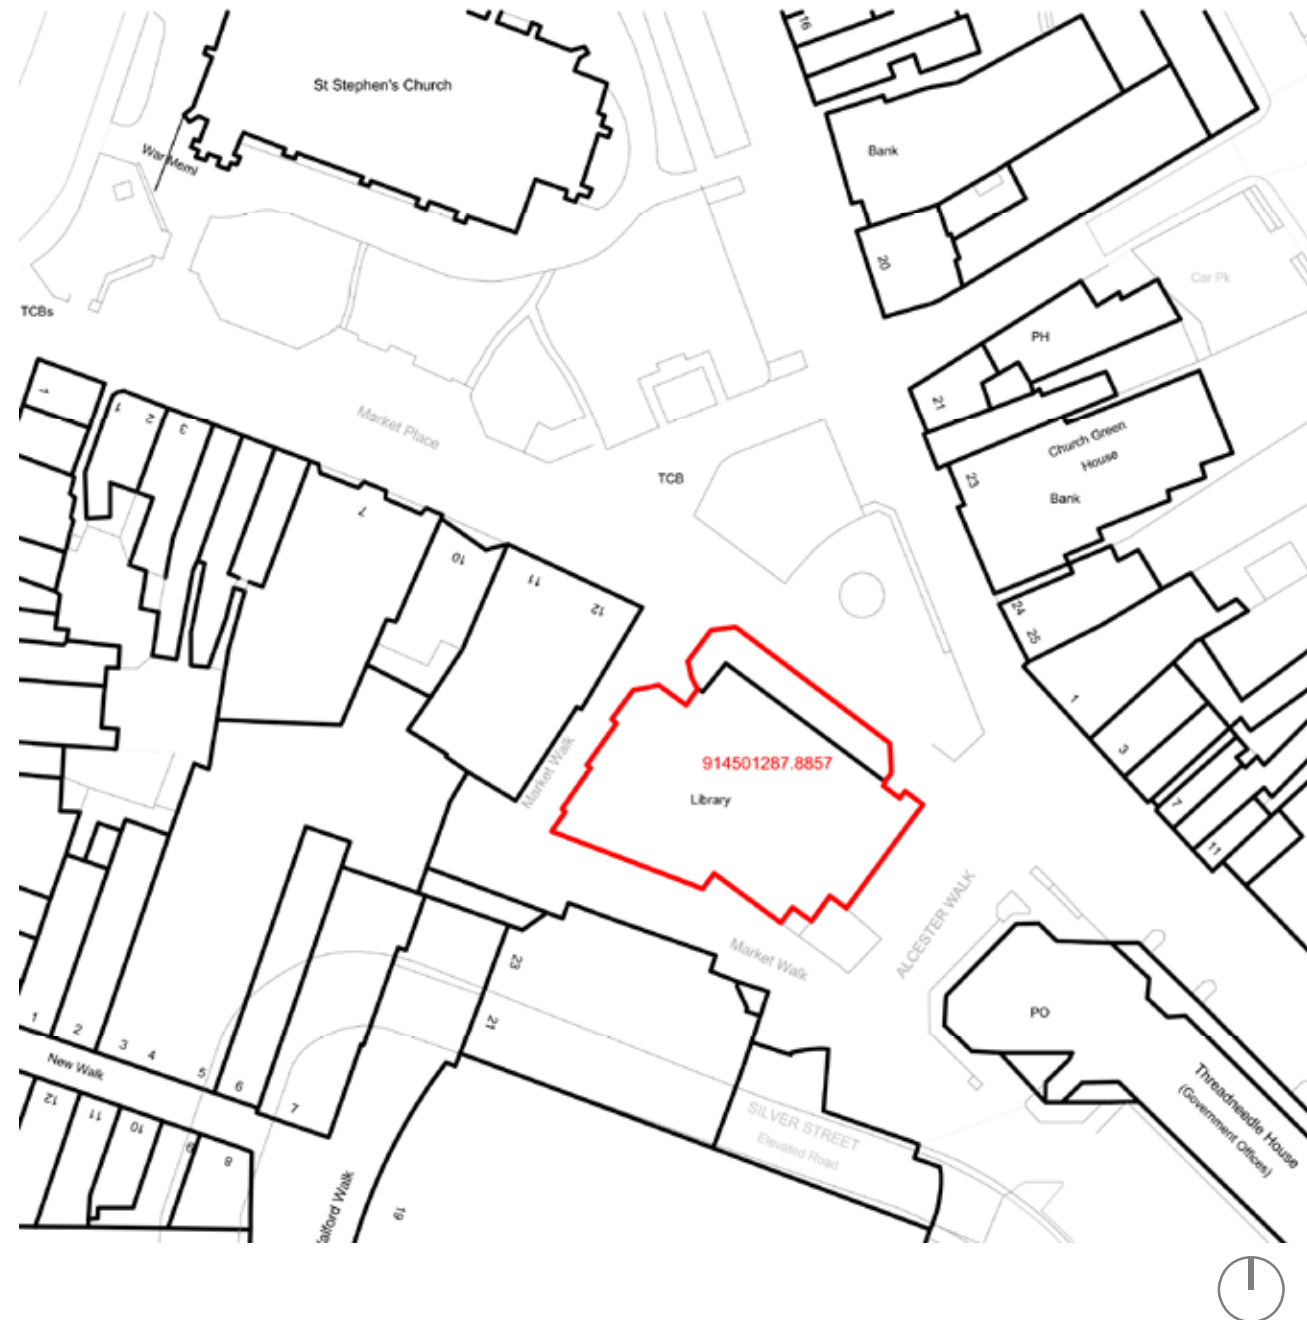 16
St Stephen's Church
Bank
War Meml
20
Car Pk
TCBs
PH
1
21
1
2
3
Market Place
Church Green
House
23
TCB
Bank
7
10
11
12
24
25
1
3
Market Walk
914501287.8857
Library
7
11
ALCESTER WALK
Market Walk
23
21
PO
1
2
3
4
5
6
7
New Walk
12
11
10
9
8
SILVER STREET
Elevated Road
Threadneedle House
(Government Offices)
alford Walk
19